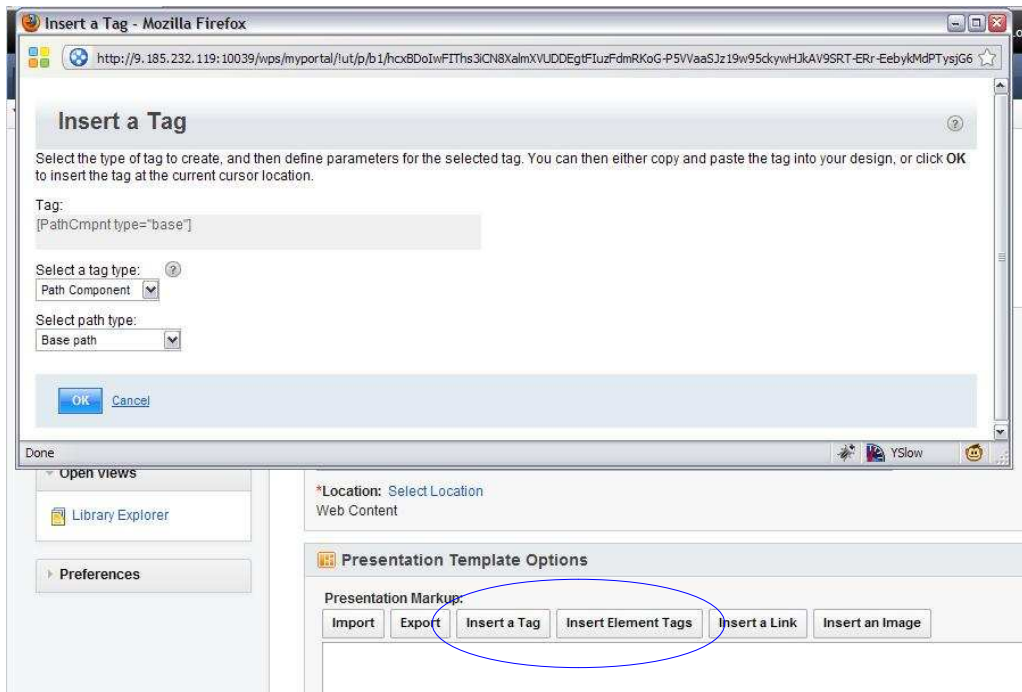 Insert a Tag - Mozilla Firefox
http://9.185.232.119:10039/wps/myportal/!ut/p/b1/hcxBDoIwFIThs3iCN8XalmXVUDDEgtFIuzFdmRKoG-P5VVaaSJz19w95ckywHJkAV9SRT-ERr-EebykMdPTysjG6
Insert a Tag
Select the type of tag to create, and then define parameters for the selected tag. You can then either copy and paste the tag into your design, or click OK
to insert the tag at the current cursor location.
Tag:
[PathCmpnt type="base"]
Select a tag type:
Path Component
Select path type:
Base path
OK Cancel
Done YSlow
Open Views
Library Explorer
Preferences
*Location: Select Location
Web Content
Presentation Template Options
Presentation Markup:
Import Export Insert a Tag Insert Element Tags Insert a Link Insert an Image